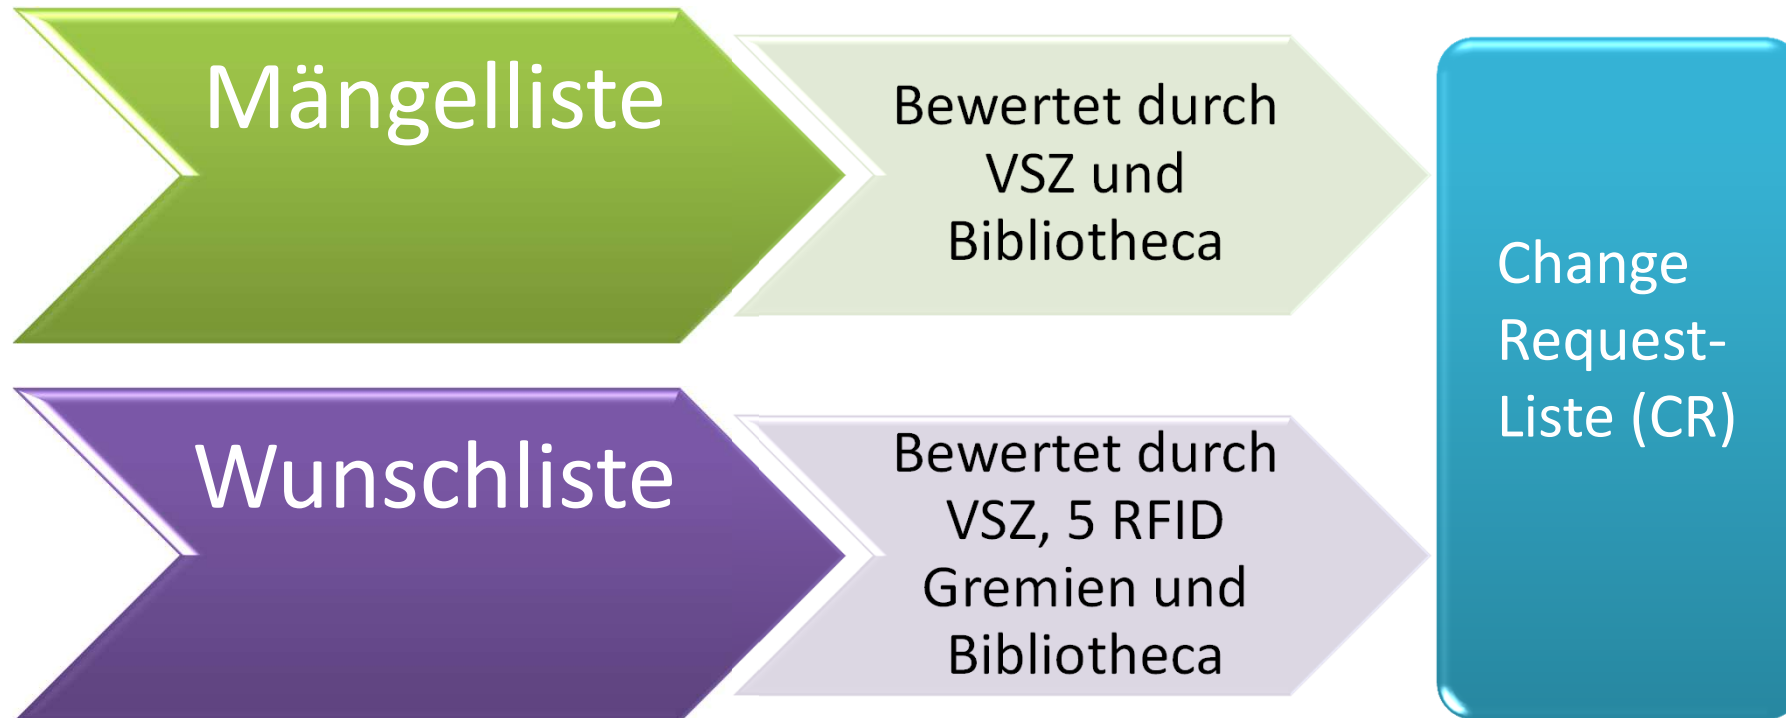 Mängelliste
Bewertet durch
VSZ und
Bibliotheca
Wunschliste
Bewertet durch
VSZ, 5 RFID
Gremien und
Bibliotheca
Change
Request-
Liste (CR)